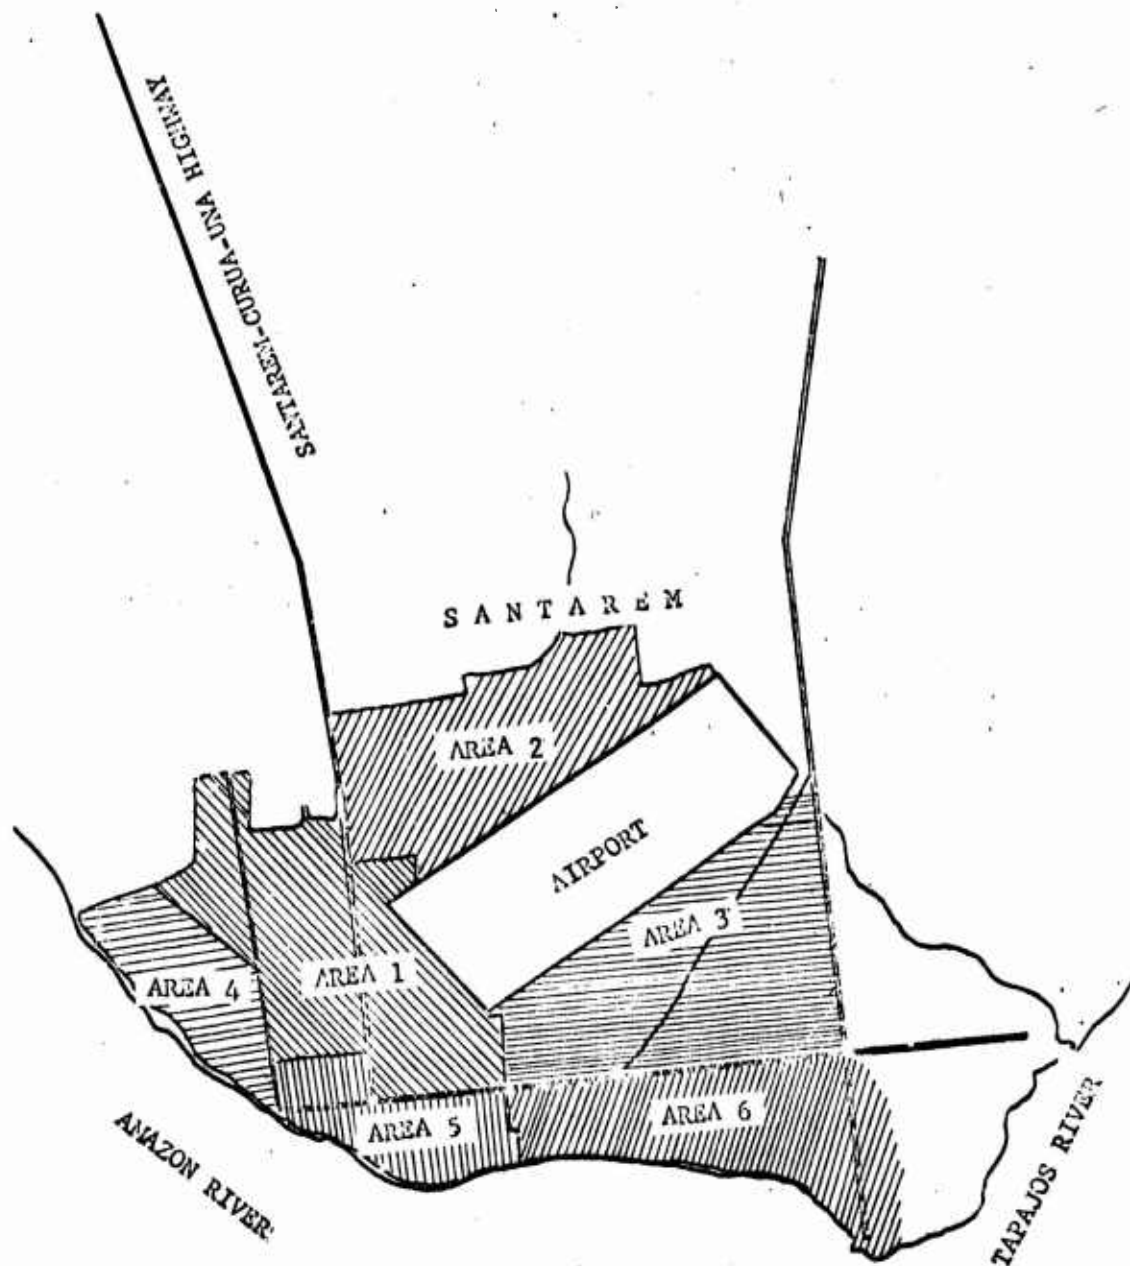 SANTAREM-CURUA-UNA HIGHWAY
SANTAREM
AREA 2
AIRPORT
AREA 3
AREA 1
AREA 4
AREA 6
AREA 5
AMAZON RIVER
TAPAJOS RIVER